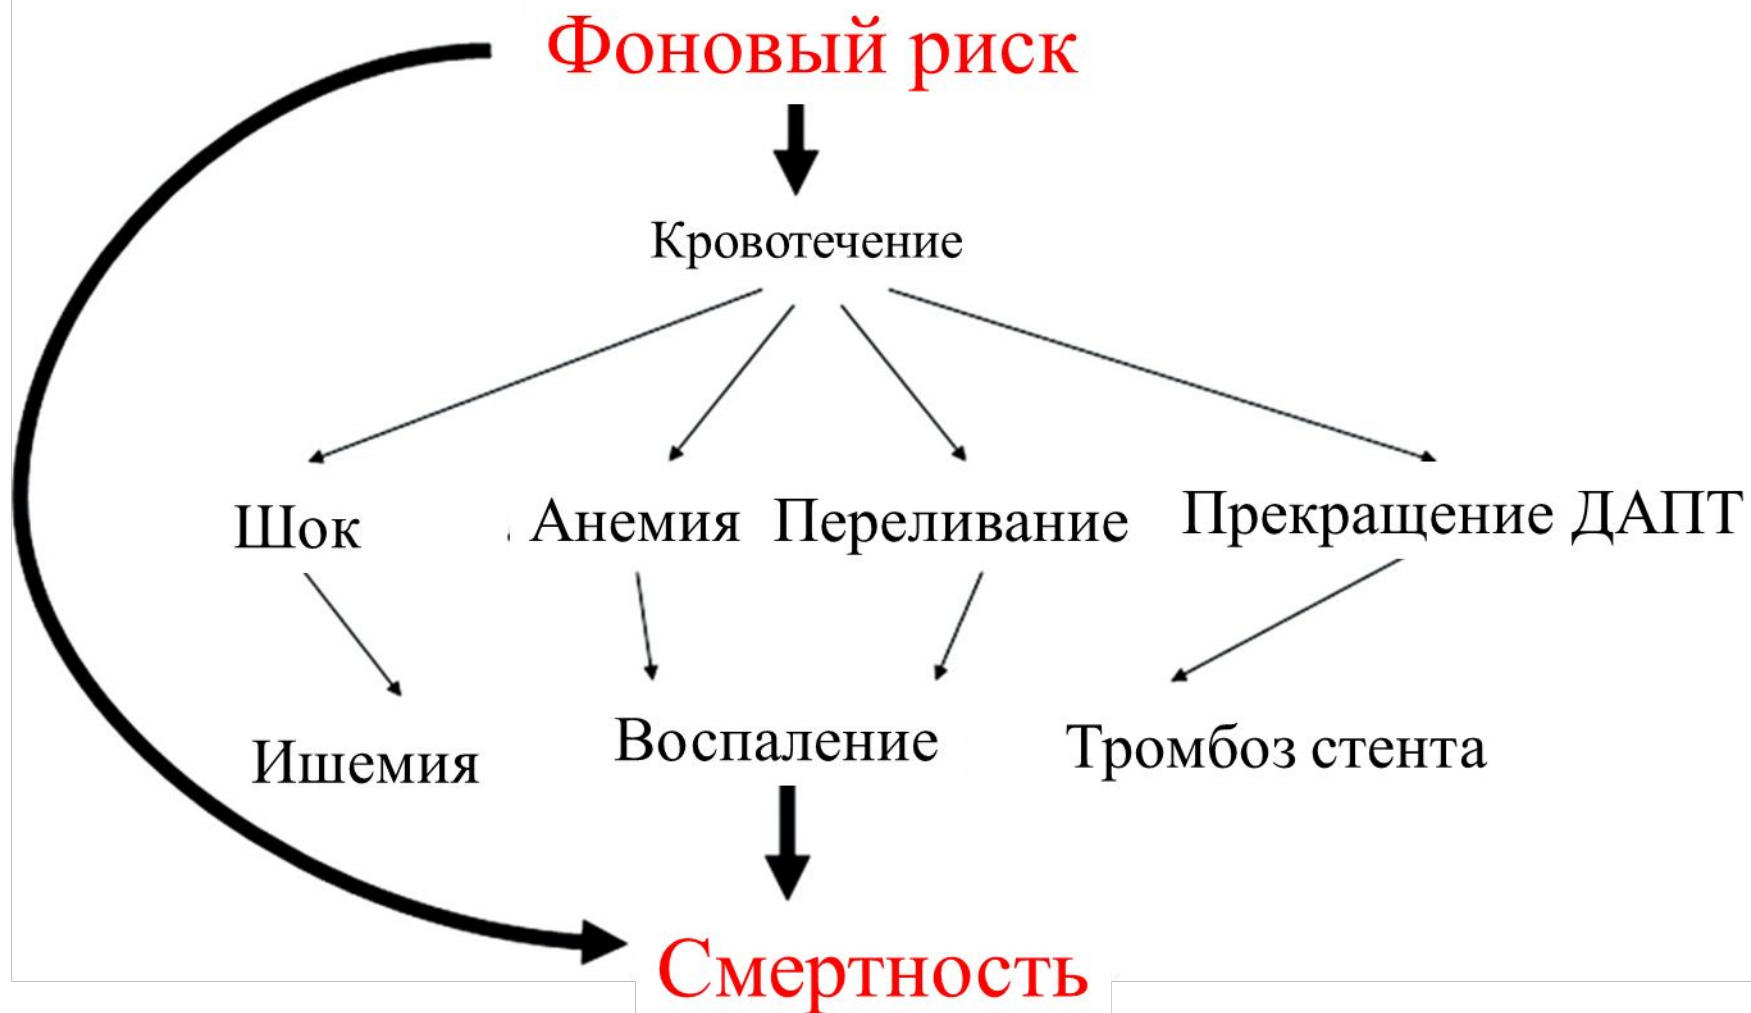 Фоновый риск
Кровотечение
Шок
Анемия
Переливание
Прекращение ДАПТ
Ишемия
Воспаление
Тромбоз стента
Смертность